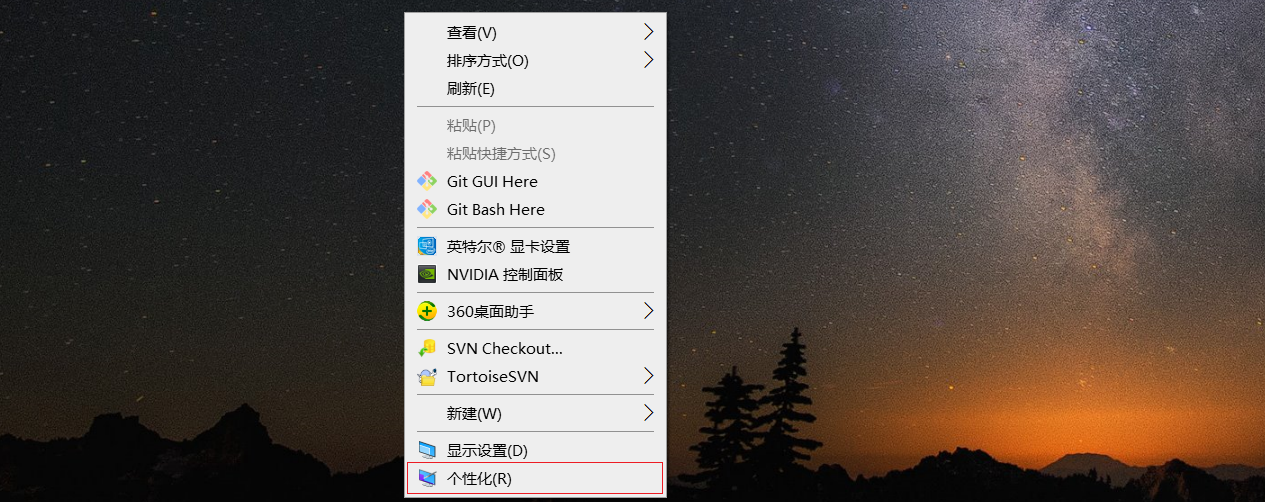 查看(V)
排序方式(O)
刷新(E)
粘贴(P)
粘贴快捷方式(S)
Git GUI Here
Git Bash Here
英特尔® 显卡设置
NVIDIA 控制面板
360桌面助手
SVN Checkout...
TortoiseSVN
新建(W)
显示设置(D)
个性化(R)